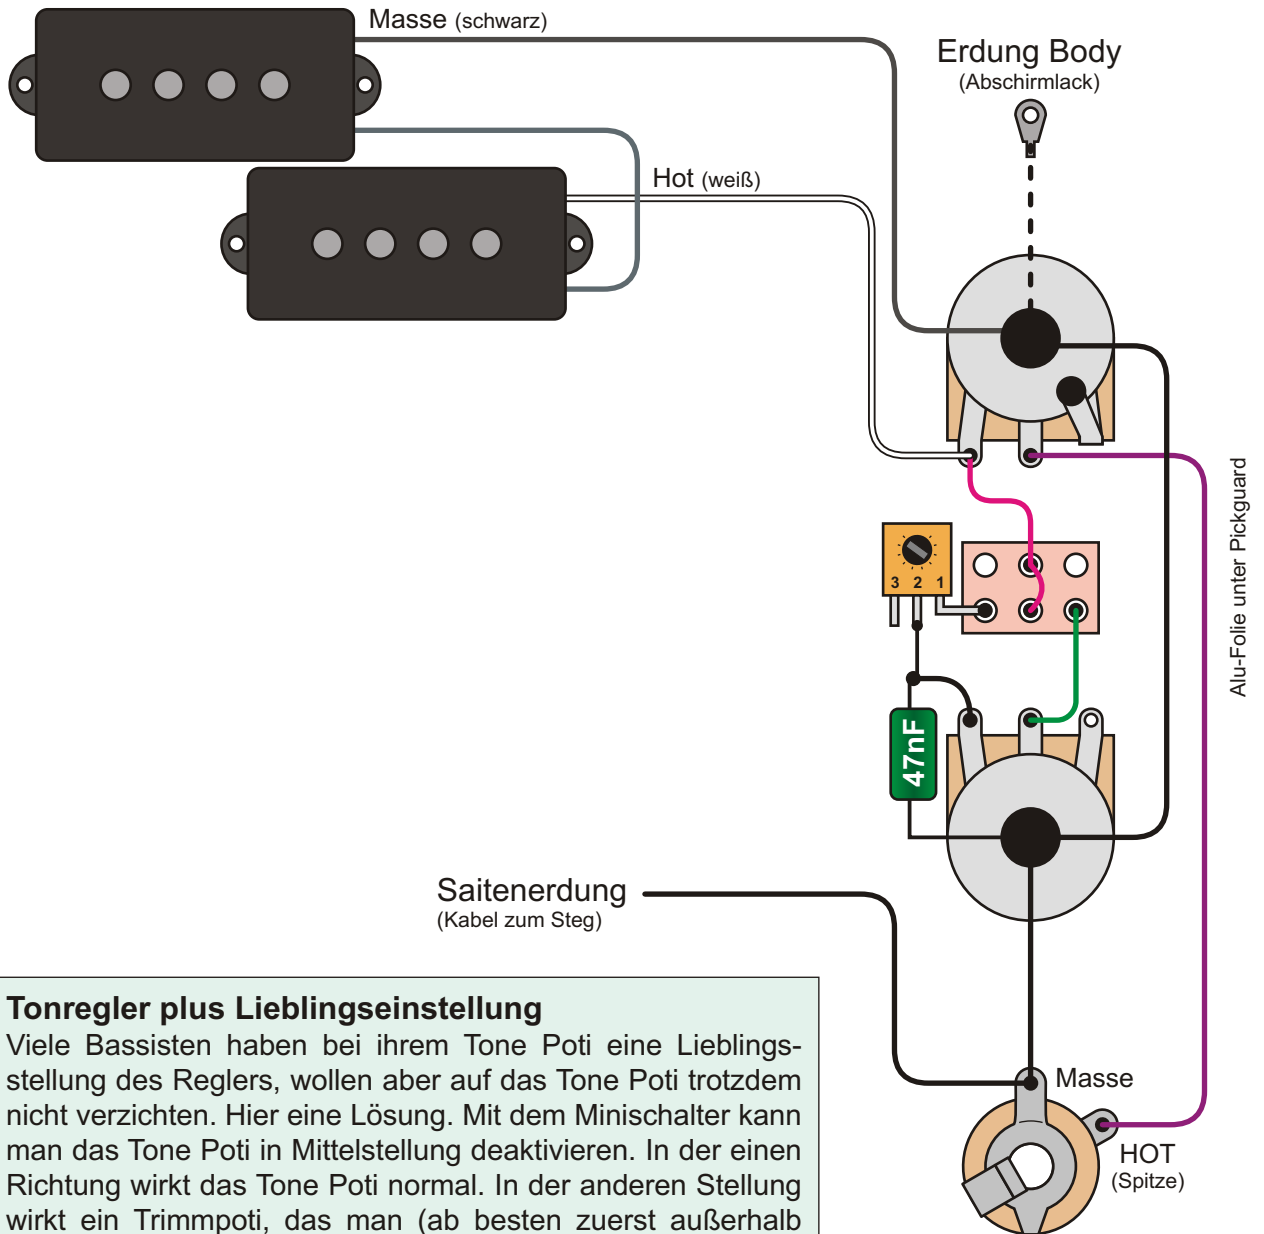 Masse (schwarz)
Erdung Body
(Abschirmlack)
Hot (weiß)
Alu-Folie unter Pickguard
3 2 1
47nF
Saitenerdung
(Kabel zum Steg)
Masse
HOT
(Spitze)
Tonregler plus Lieblingseinstellung
Viele Bassisten haben bei ihrem Tone Poti eine Lieblings-
stellung des Reglers, wollen aber auf das Tone Poti trotzdem
nicht verzichten. Hier eine Lösung. Mit dem Minischalter kann
man das Tone Poti in Mittelstellung deaktivieren. In der einen
Richtung wirkt das Tone Poti normal. In der anderen Stellung
wirkt ein Trimmpoti, das man (ab besten zuerst außerhalb